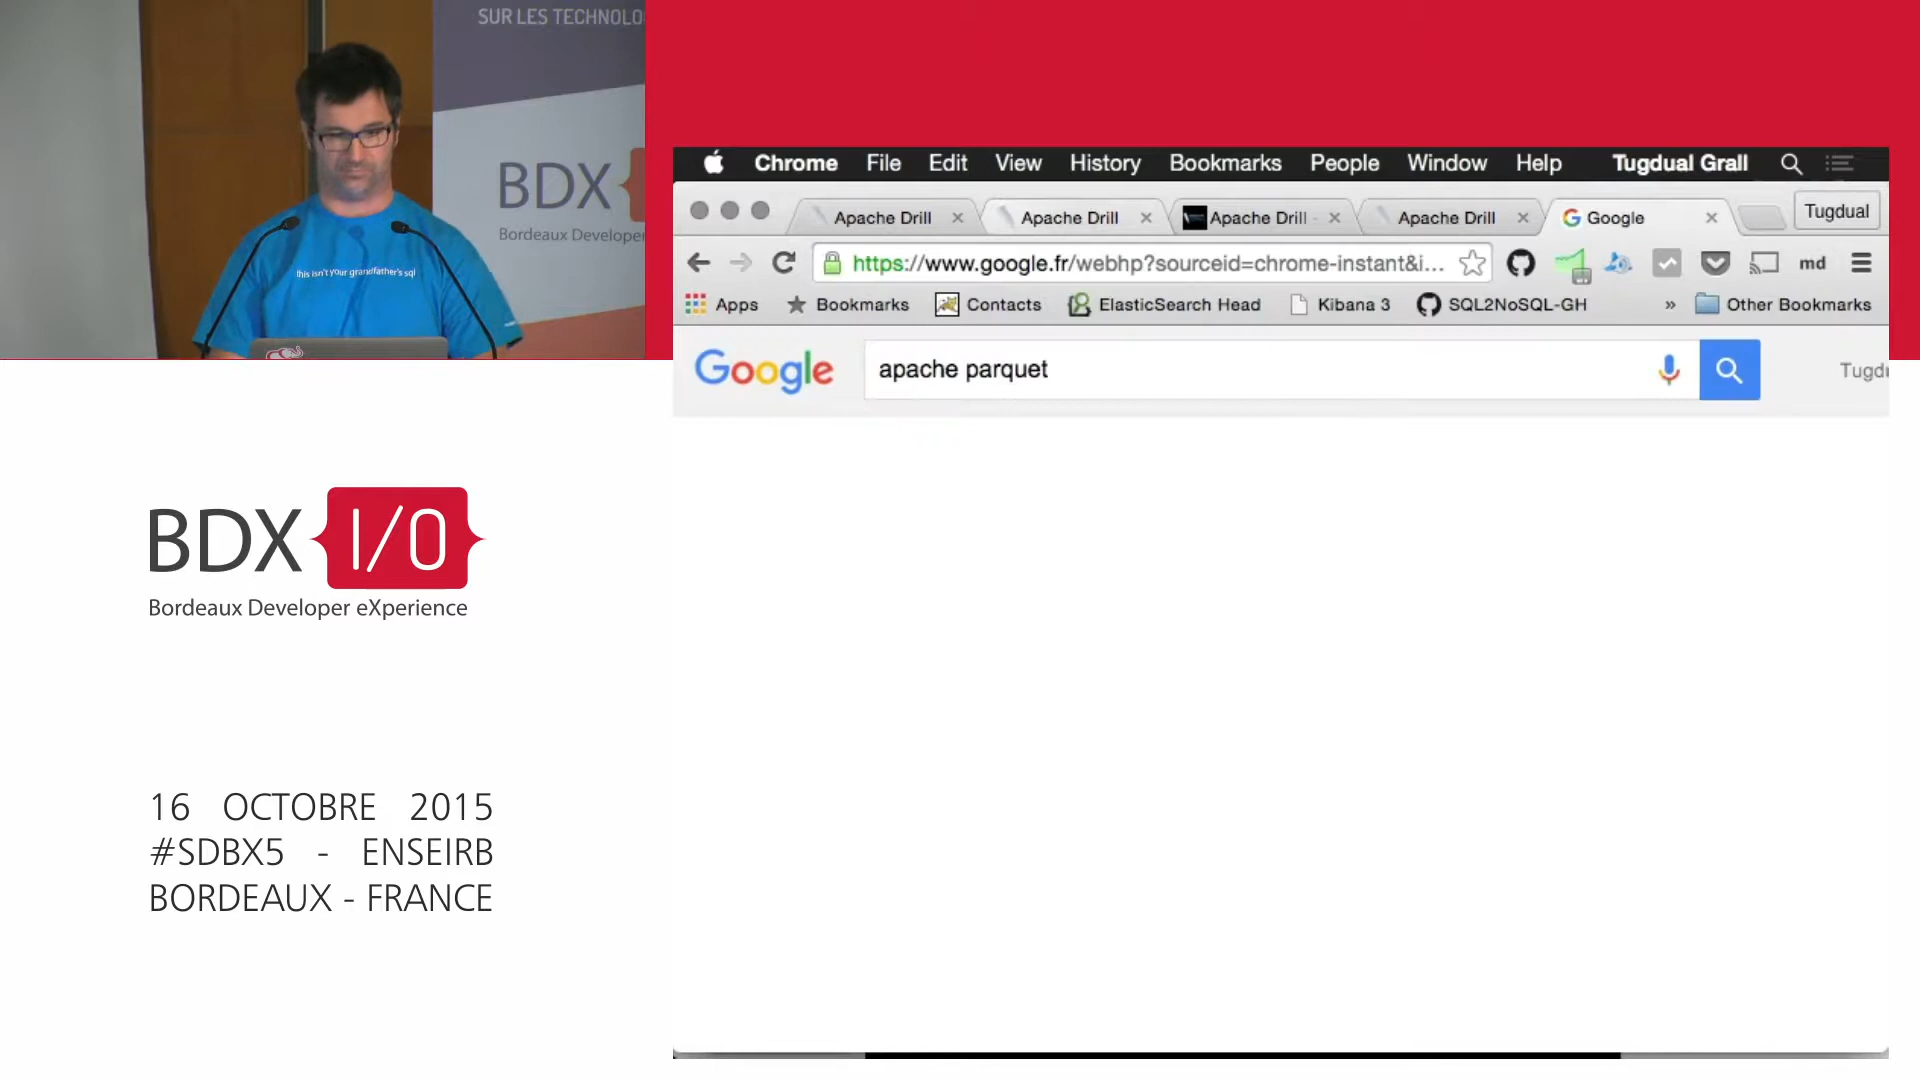 SUR LES TECHNOLO
BDX
Bordeaux Developer
this isn't your grandfather's sql
Chrome File Edit View History Bookmarks People Window Help Tugdual Grall
Apache Drill Apache Drill Apache Drill - Apache Drill Google Tugdual
https://www.google.fr/webhp?sourceid=chrome-instant&i...
md
Apps Bookmarks Contacts ElasticSearch Head Kibana 3 SQL2NoSQL-GH » Other Bookmarks
Google apache parquet Tugdu
BDX I/O
Bordeaux Developer eXperience
16 OCTOBRE 2015
#SDBX5 - ENSEIRB
BORDEAUX - FRANCE